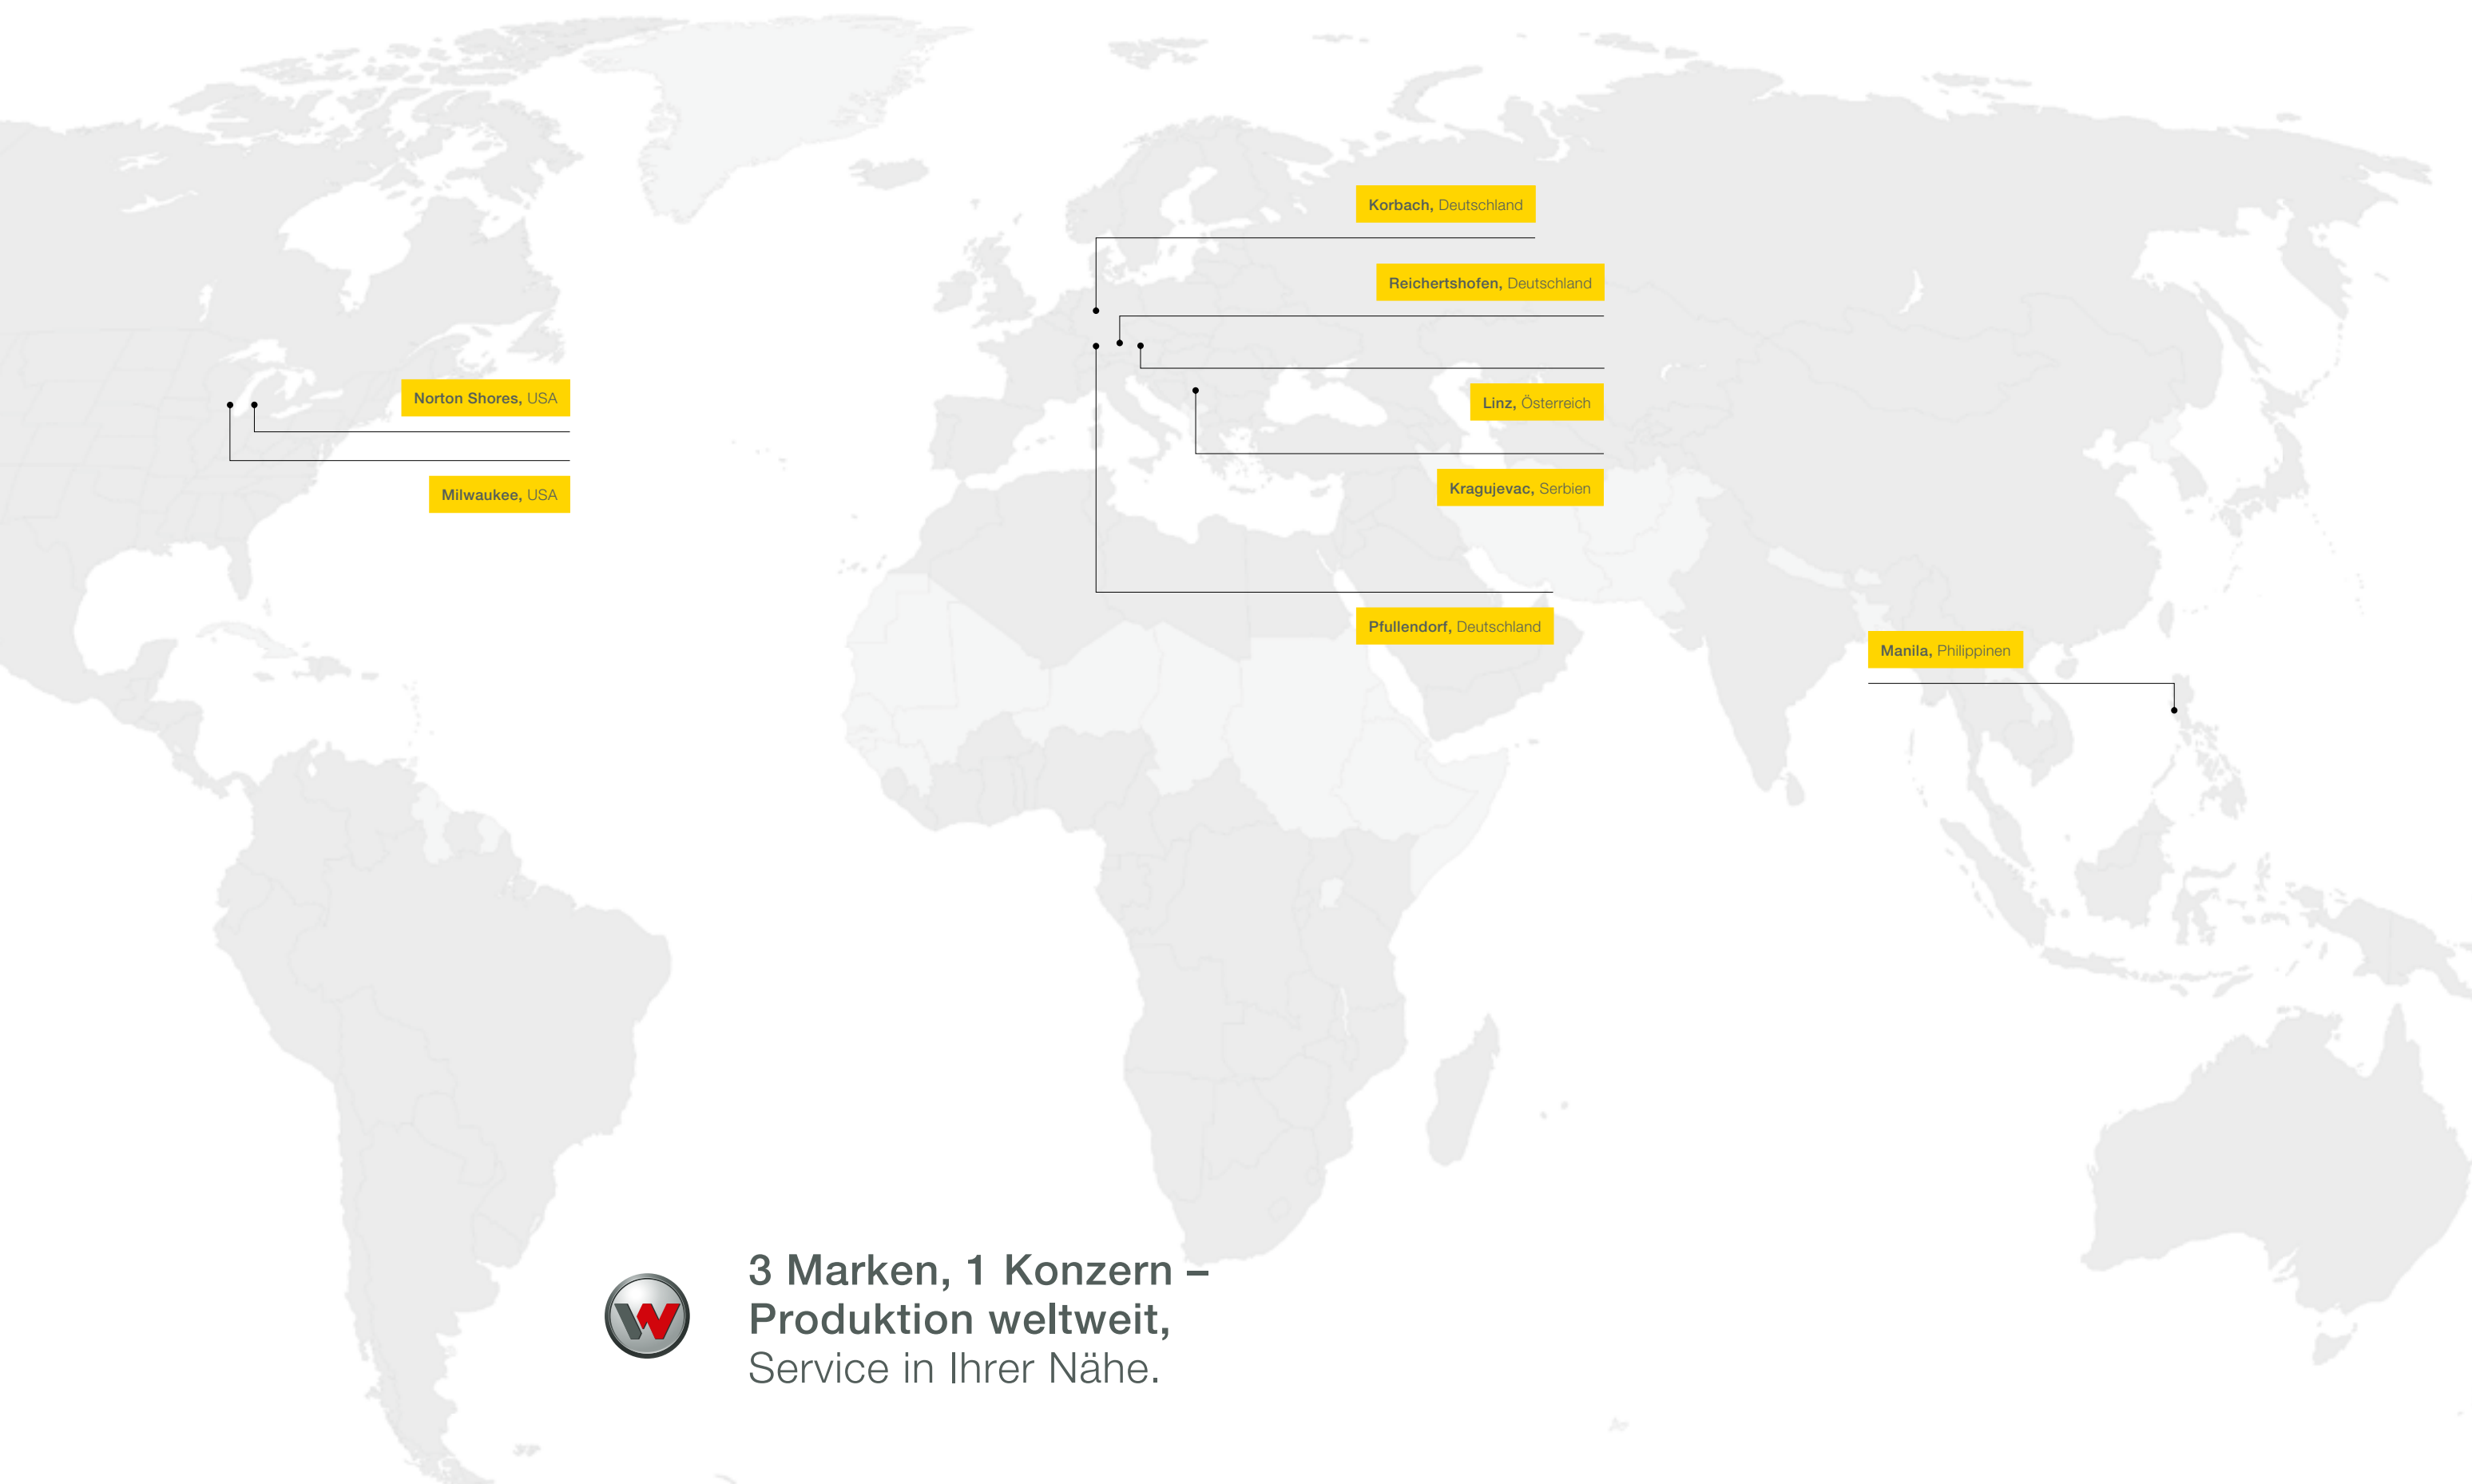 Korbach, Deutschland
Reichertshofen, Deutschland
Norton Shores, USA
Linz, Österreich
Milwaukee, USA
Kragujevac, Serbien
Pfullendorf, Deutschland
Manila, Philippinen
3 Marken, 1 Konzern –
Produktion weltweit,
Service in Ihrer Nähe.